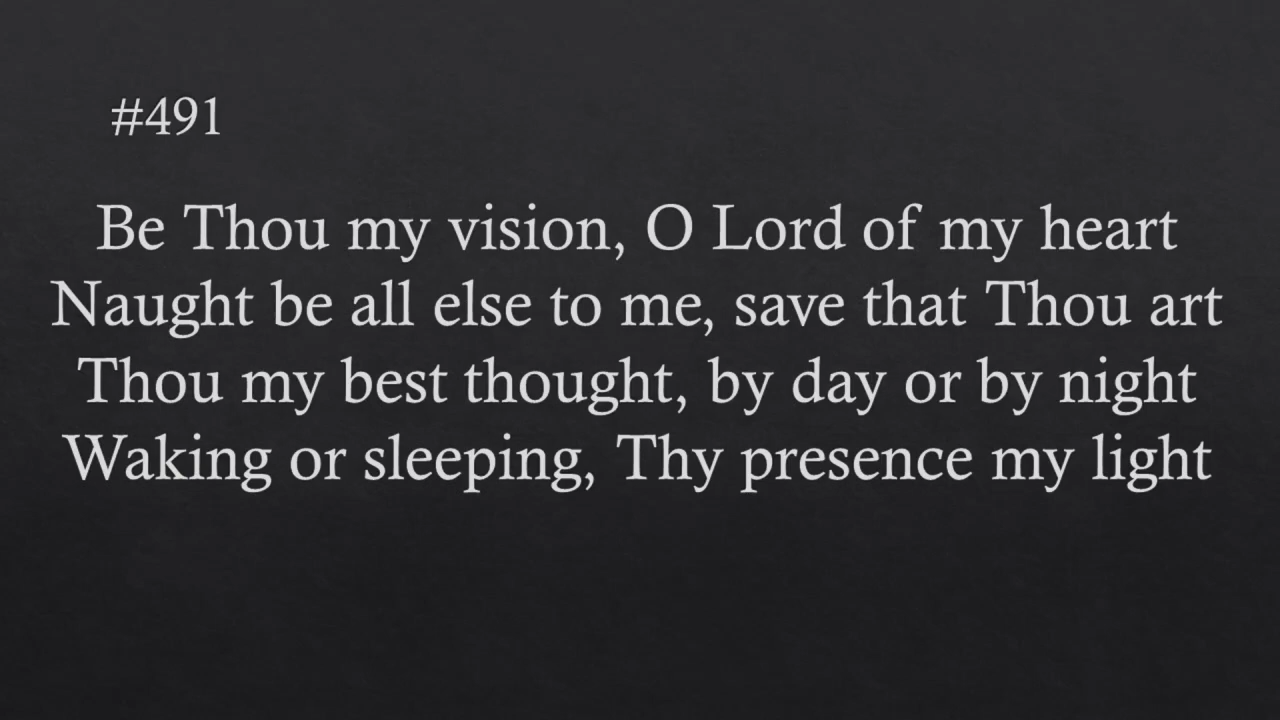 #491
Be Thou my vision, O Lord of my heart
Naught be all else to me, save that Thou art
Thou my best thought, by day or by night
Waking or sleeping, Thy presence my light